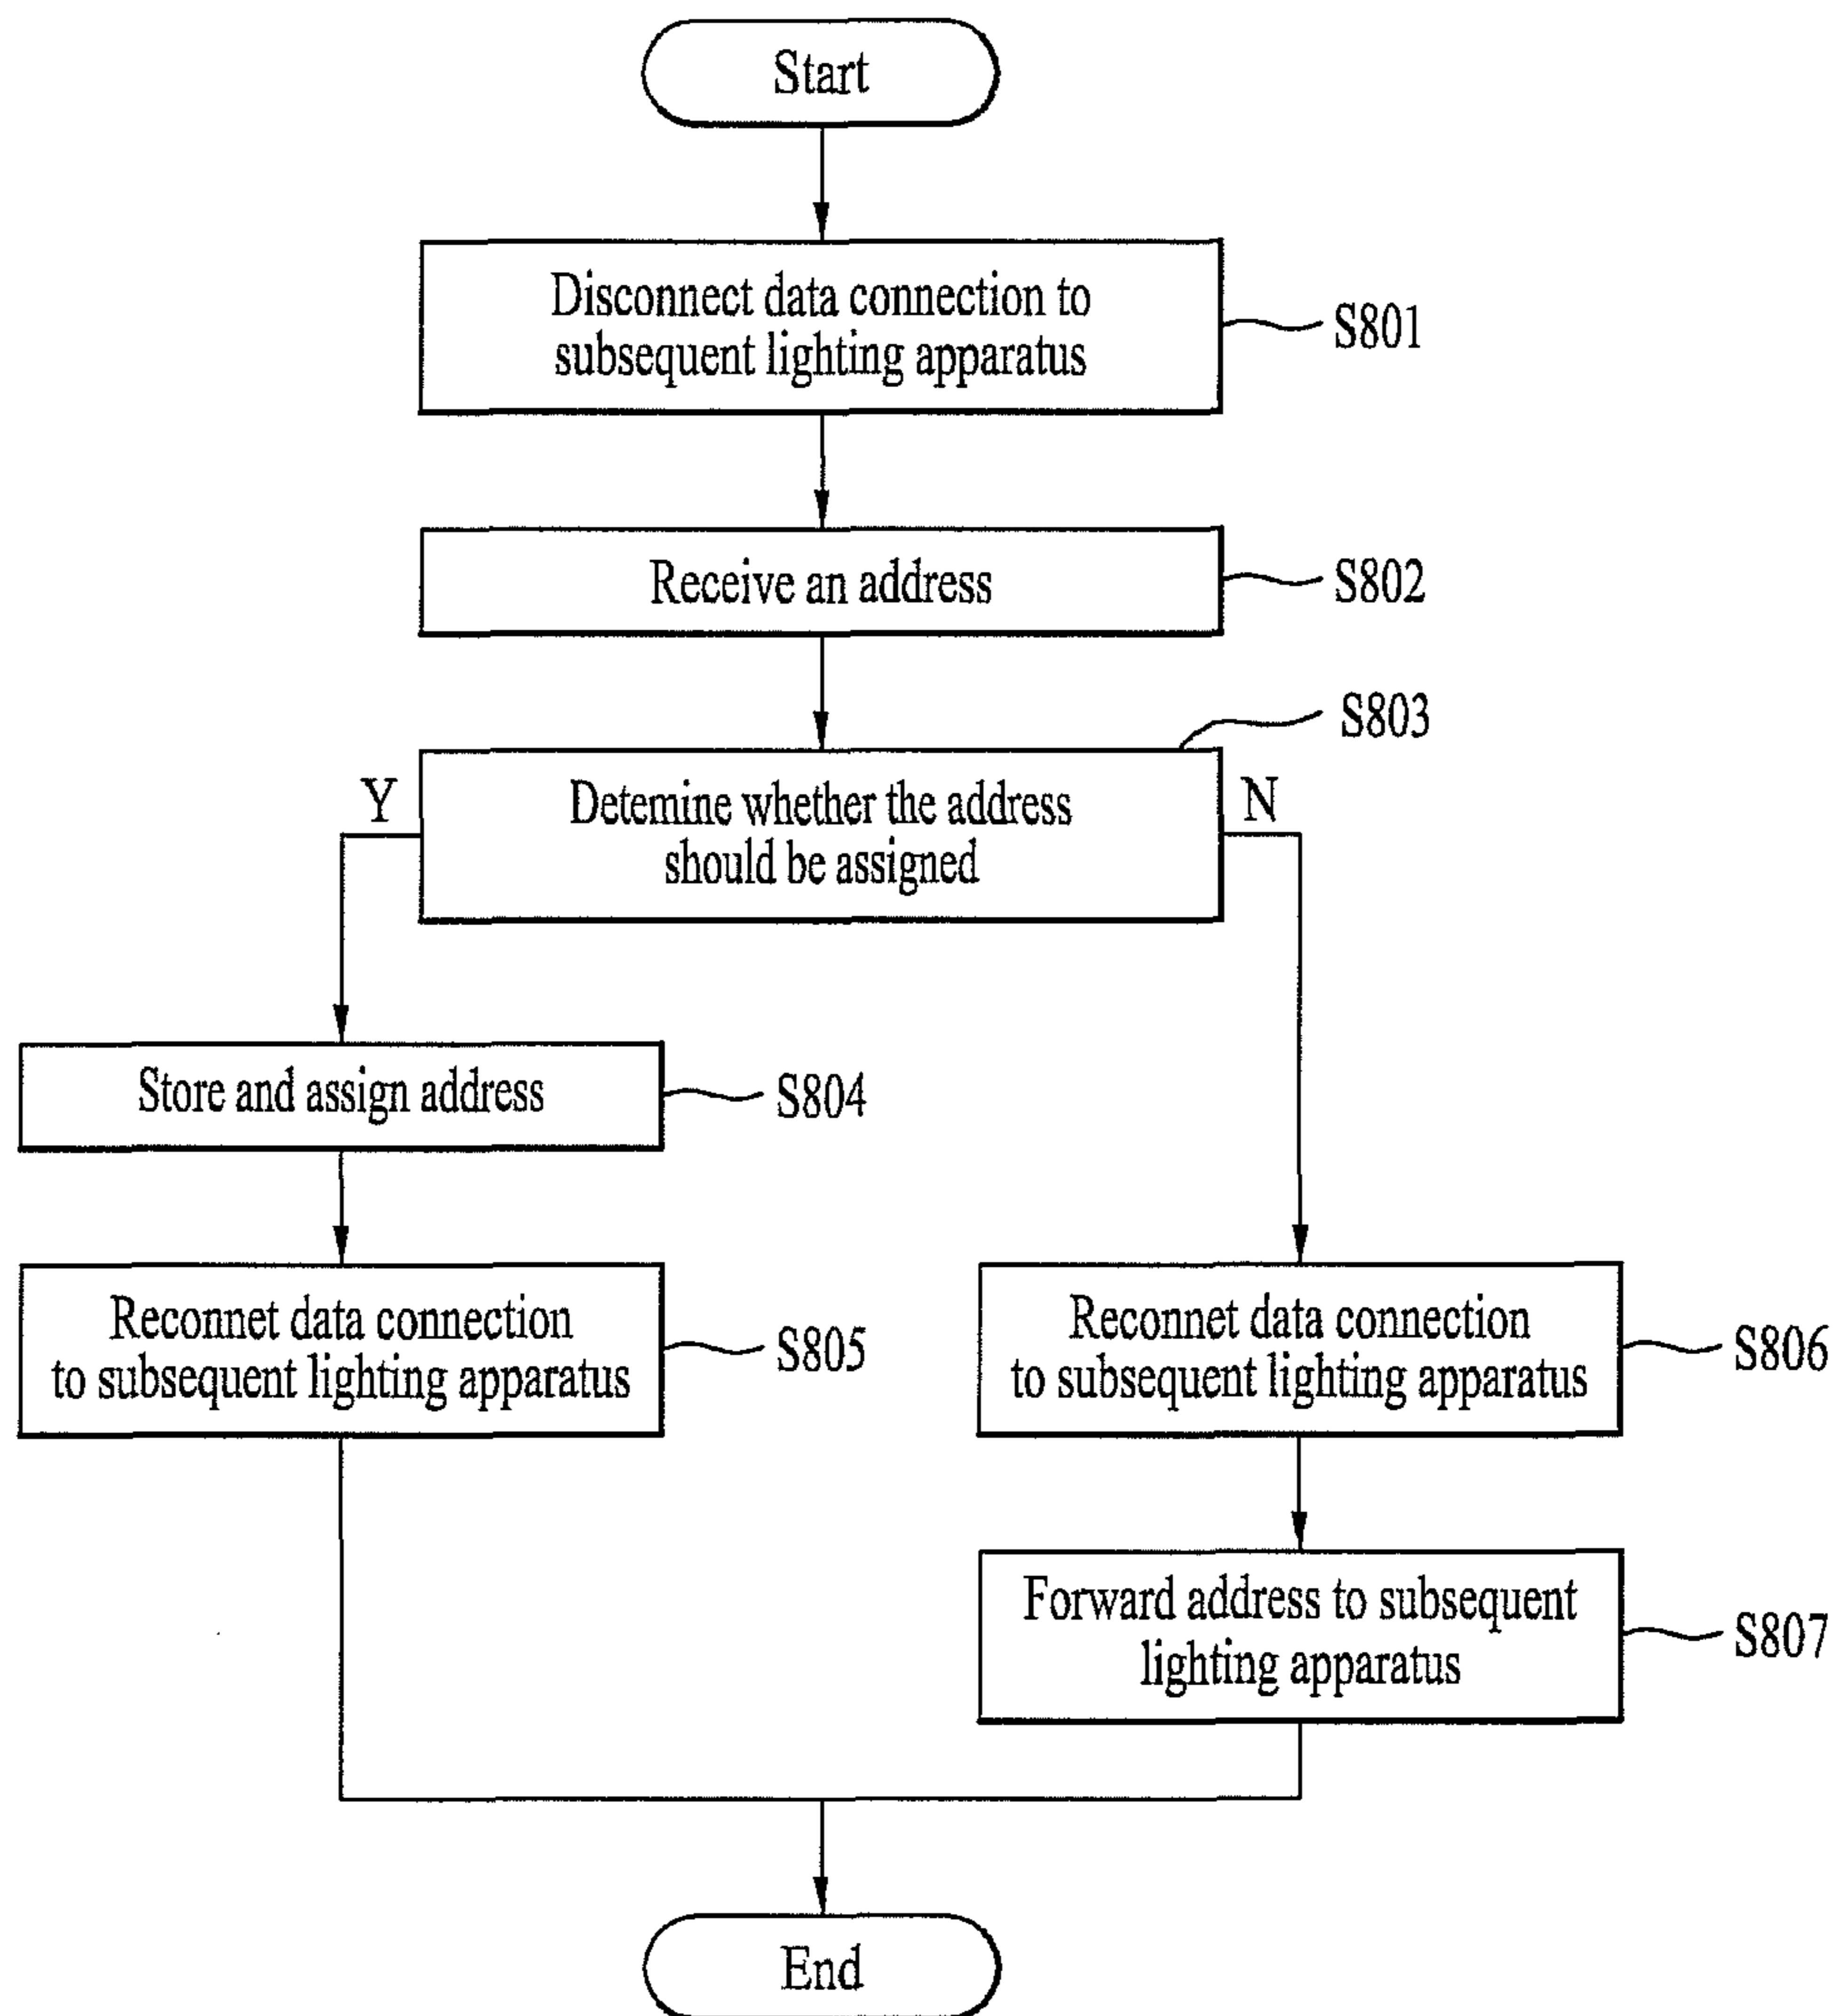 Start
Disconnect data connection to
subsequent lighting apparatus
S801
Receive an address
S802
S803
Y
Detemine whether the address
should be assigned
N
Store and assign address
S804
Reconnet data connection
to subsequent lighting apparatus
S805
Reconnet data connection
to subsequent lighting apparatus
S806
Forward address to subsequent
lighting apparatus
S807
End